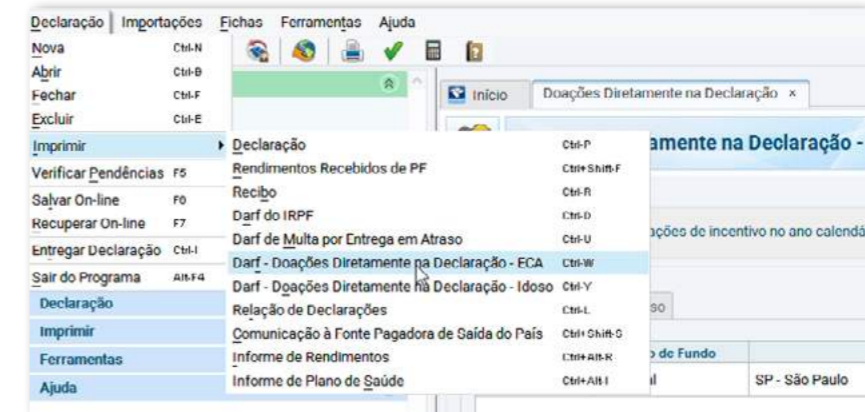 Declaração Importações Fichas Ferramentas Ajuda
Nova Ctrl-N
Abrir Ctrl-B
Fechar Ctrl-F
Excluir Ctrl-E
Imprimir
Verificar Pendências F5
Salvar On-line
Recuperar On-line F7
Entregar Declaração Ctrl-I
Sair do Programa Alt-F4
Declaração
Imprimir
Ferramentas
Ajuda
Declaração Ctrl-P
Rendimentos Recebidos de PF Ctrl+Shift-F
Recibo Ctrl-R
Darf do IRPF Ctrl-D
Darf de Multa por Entrega em Atraso Ctrl-U
Darf - Doações Diretamente na Declaração - ECA Ctrl-W
Darf - Doações Diretamente na Declaração - Idoso Ctrl-Y
Relação de Declarações Ctrl-L
Comunicação à Fonte Pagadora de Saída do País Ctrl+Shift-S
Informe de Rendimentos Ctrl+Alt-R
Informe de Plano de Saúde Ctrl+Alt-I
Início Doações Diretamente na Declaração ×
amente na Declaração -
ações de incentivo no ano calendá
so
o de Fundo
al SP - São Paulo